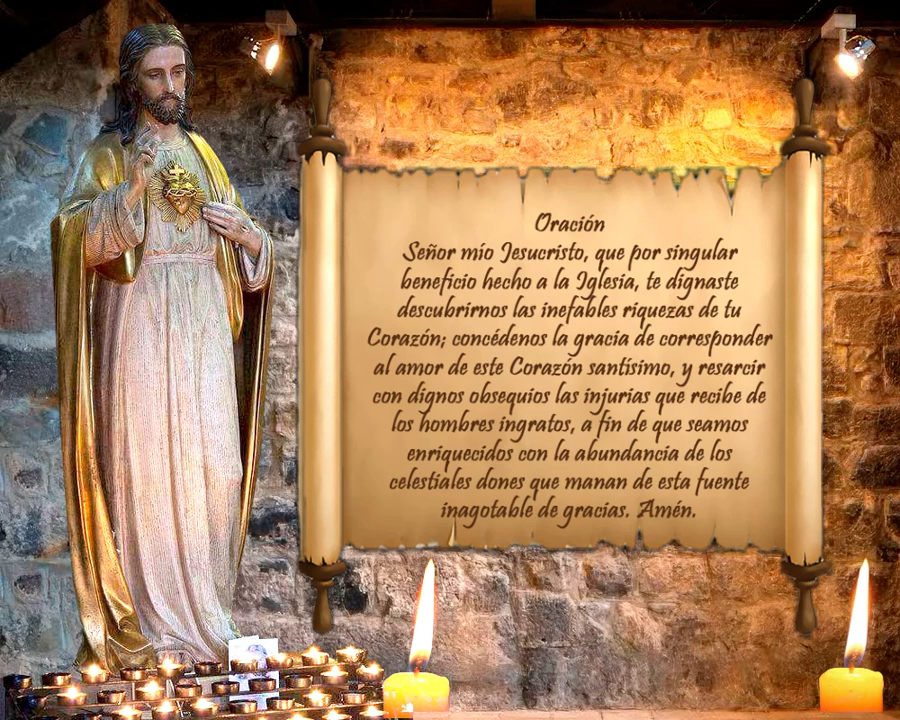 Oración
Señor mío Jesucristo, que por singular
beneficio hecho a la Iglesia, te dignaste
descubrirnos las inefables riquezas de tu
Corazón; concédenos la gracia de corresponder
al amor de este Corazón santísimo, y resarcir
con dignos obsequios las injurias que recibe de
los hombres ingratos, a fin de que seamos
enriquecidos con la abundancia de los
celestiales dones que manan de esta fuente
inagotable de gracias. Amén.